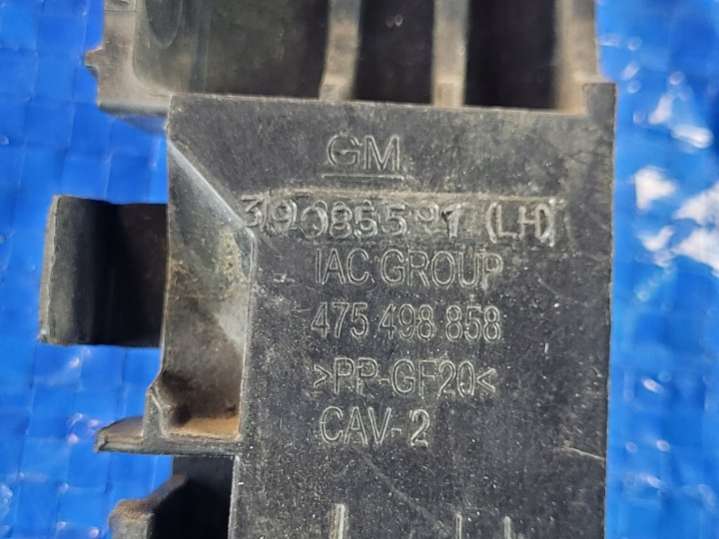 GM
39085591 (LH)
IAC GROUP
475 498 858
>PP-GF20<
CAV-2